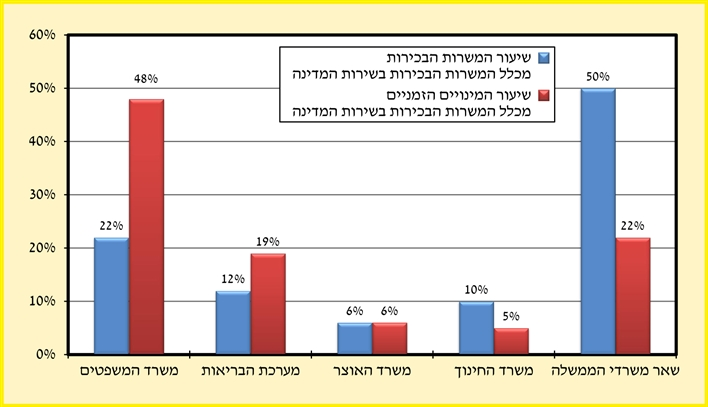 60%
50%
40%
30%
20%
10%
0%
שיעור המשרות הבכירות
מכלל המשרות הבכירות בשירות המדינה
שיעור המינויים הזמניים
מכלל המשרות הבכירות בשירות המדינה
22%
48%
12%
19%
6%
6%
10%
5%
50%
22%
משרד המשפטים
מערכת הבריאות
משרד האוצר
משרד החינוך
שאר משרדי הממשלה